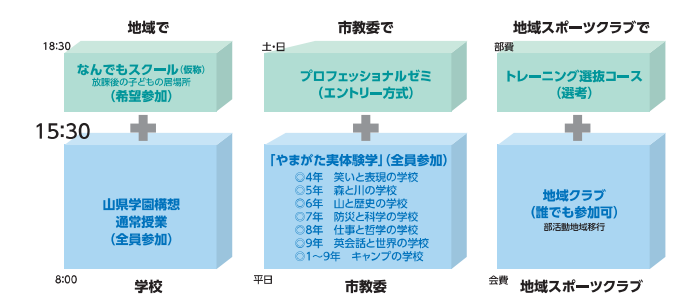 地域で
18:30
なんでもスクール(仮称)
放課後の子どもの居場所
(希望参加)
15:30
山県学園構想
通常授業
(全員参加)
8:00
学校
市教委で
土・日
プロフェッショナルゼミ
(エントリー方式)
「やまがた実体験学」(全員参加)
◎4年 笑いと表現の学校
◎5年 森と川の学校
◎6年 山と歴史の学校
◎7年 防災と科学の学校
◎8年 仕事と哲学の学校
◎9年 英会話と世界の学校
◎1〜9年 キャンプの学校
平日
市教委
地域スポーツクラブで
部費
トレーニング選抜コース
(選考)
地域クラブ
(誰でも参加可)
部活動地域移行
会費
地域スポーツクラブ